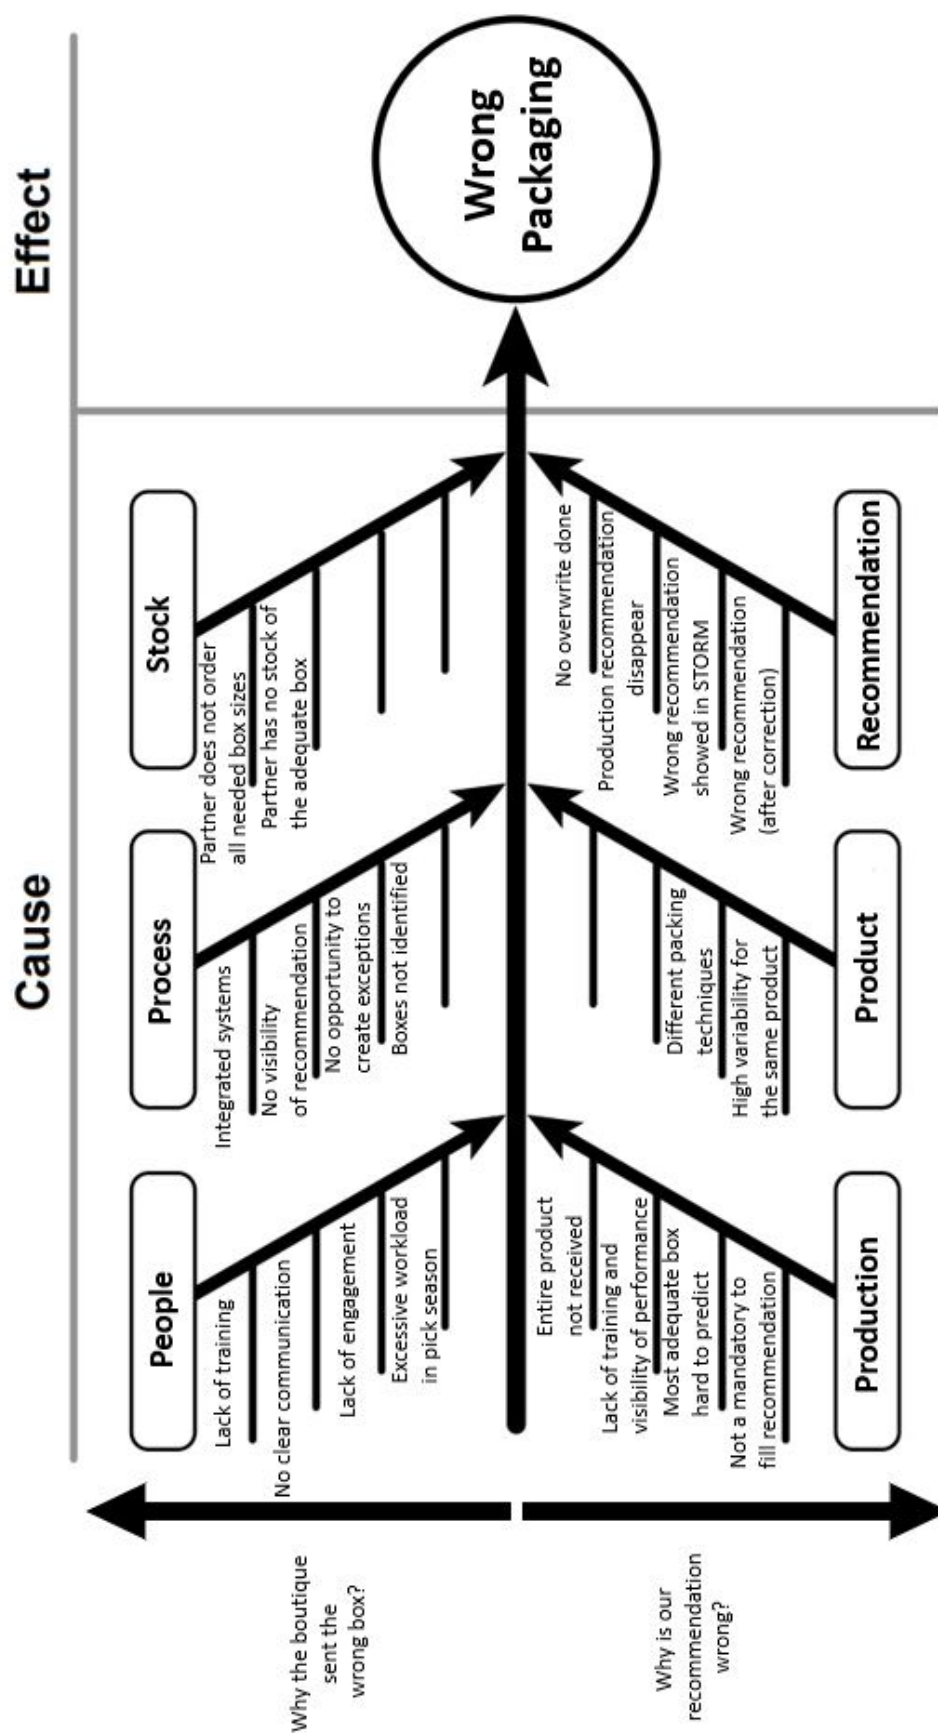 Cause
Effect
Why the boutique
sent the
wrong box?
People
Lack of training
No clear communication
Lack of engagement
Excessive workload
in pick season
Process
Integrated systems
No visibility
of recommendation
No opportunity to
create exceptions
Boxes not identified
Stock
Partner does not order
all needed box sizes
Partner has no stock of
the adequate box
Wrong
Packaging
Why is our
recommendation
wrong?
Entire product
not received
Lack of training and
visibility of performance
Most adequate box
hard to predict
Not a mandatory to
fill recommendation
Production
Different packing
techniques
High variability for
the same product
Product
No overwrite done
Production recommendation
disappear
Wrong recommendation
showed in STORM
Wrong recommendation
(after correction)
Recommendation